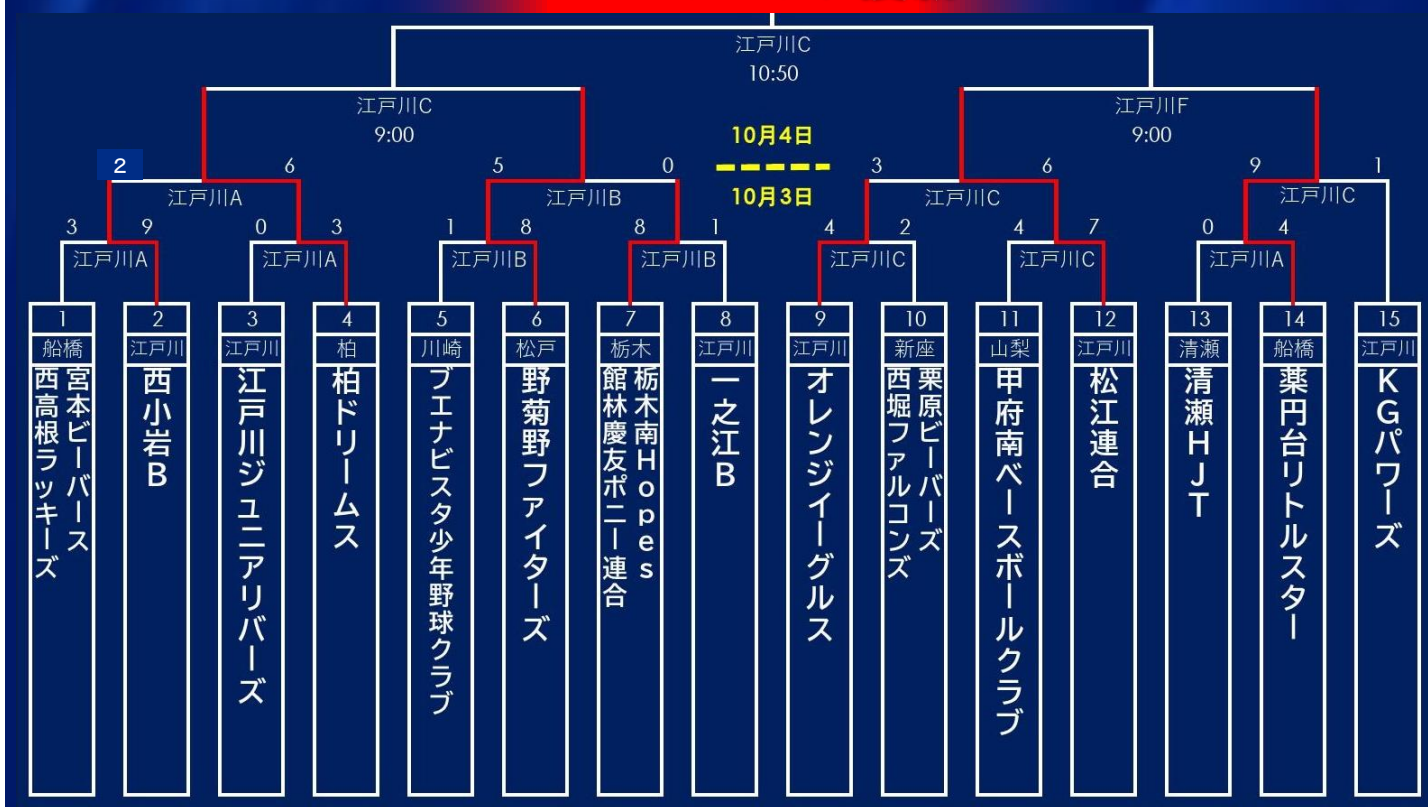 江戸川C
10:50
江戸川C
9:00
江戸川F
9:00
10月4日
10月3日
2 6 5 0 3 6 9 1
江戸川A 江戸川B 江戸川C 江戸川C
3 9 0 3 1 8 8 1 4 2 4 7 0 4
江戸川A 江戸川A 江戸川B 江戸川B 江戸川C 江戸川C 江戸川A
1
船橋
宮本ビーバース
西高根ラッキーズ
2
江戸川
西小岩B
3
江戸川
江戸川ジュニアリバーズ
4
柏
柏ドリームス
5
川崎
ブエナビスタ少年野球クラブ
6
松戸
野菊野ファイターズ
7
栃木
栃木南Hopes
館林慶友ポニー連合
8
江戸川
一之江B
9
江戸川
オレンジイーグルス
10
新座
栗原ビーバーズ
西堀ファルコンズ
11
山梨
甲府南ベースボールクラブ
12
江戸川
松江連合
13
清瀬
清瀬HJT
14
船橋
薬円台リトルスター
15
江戸川
KGパワーズ